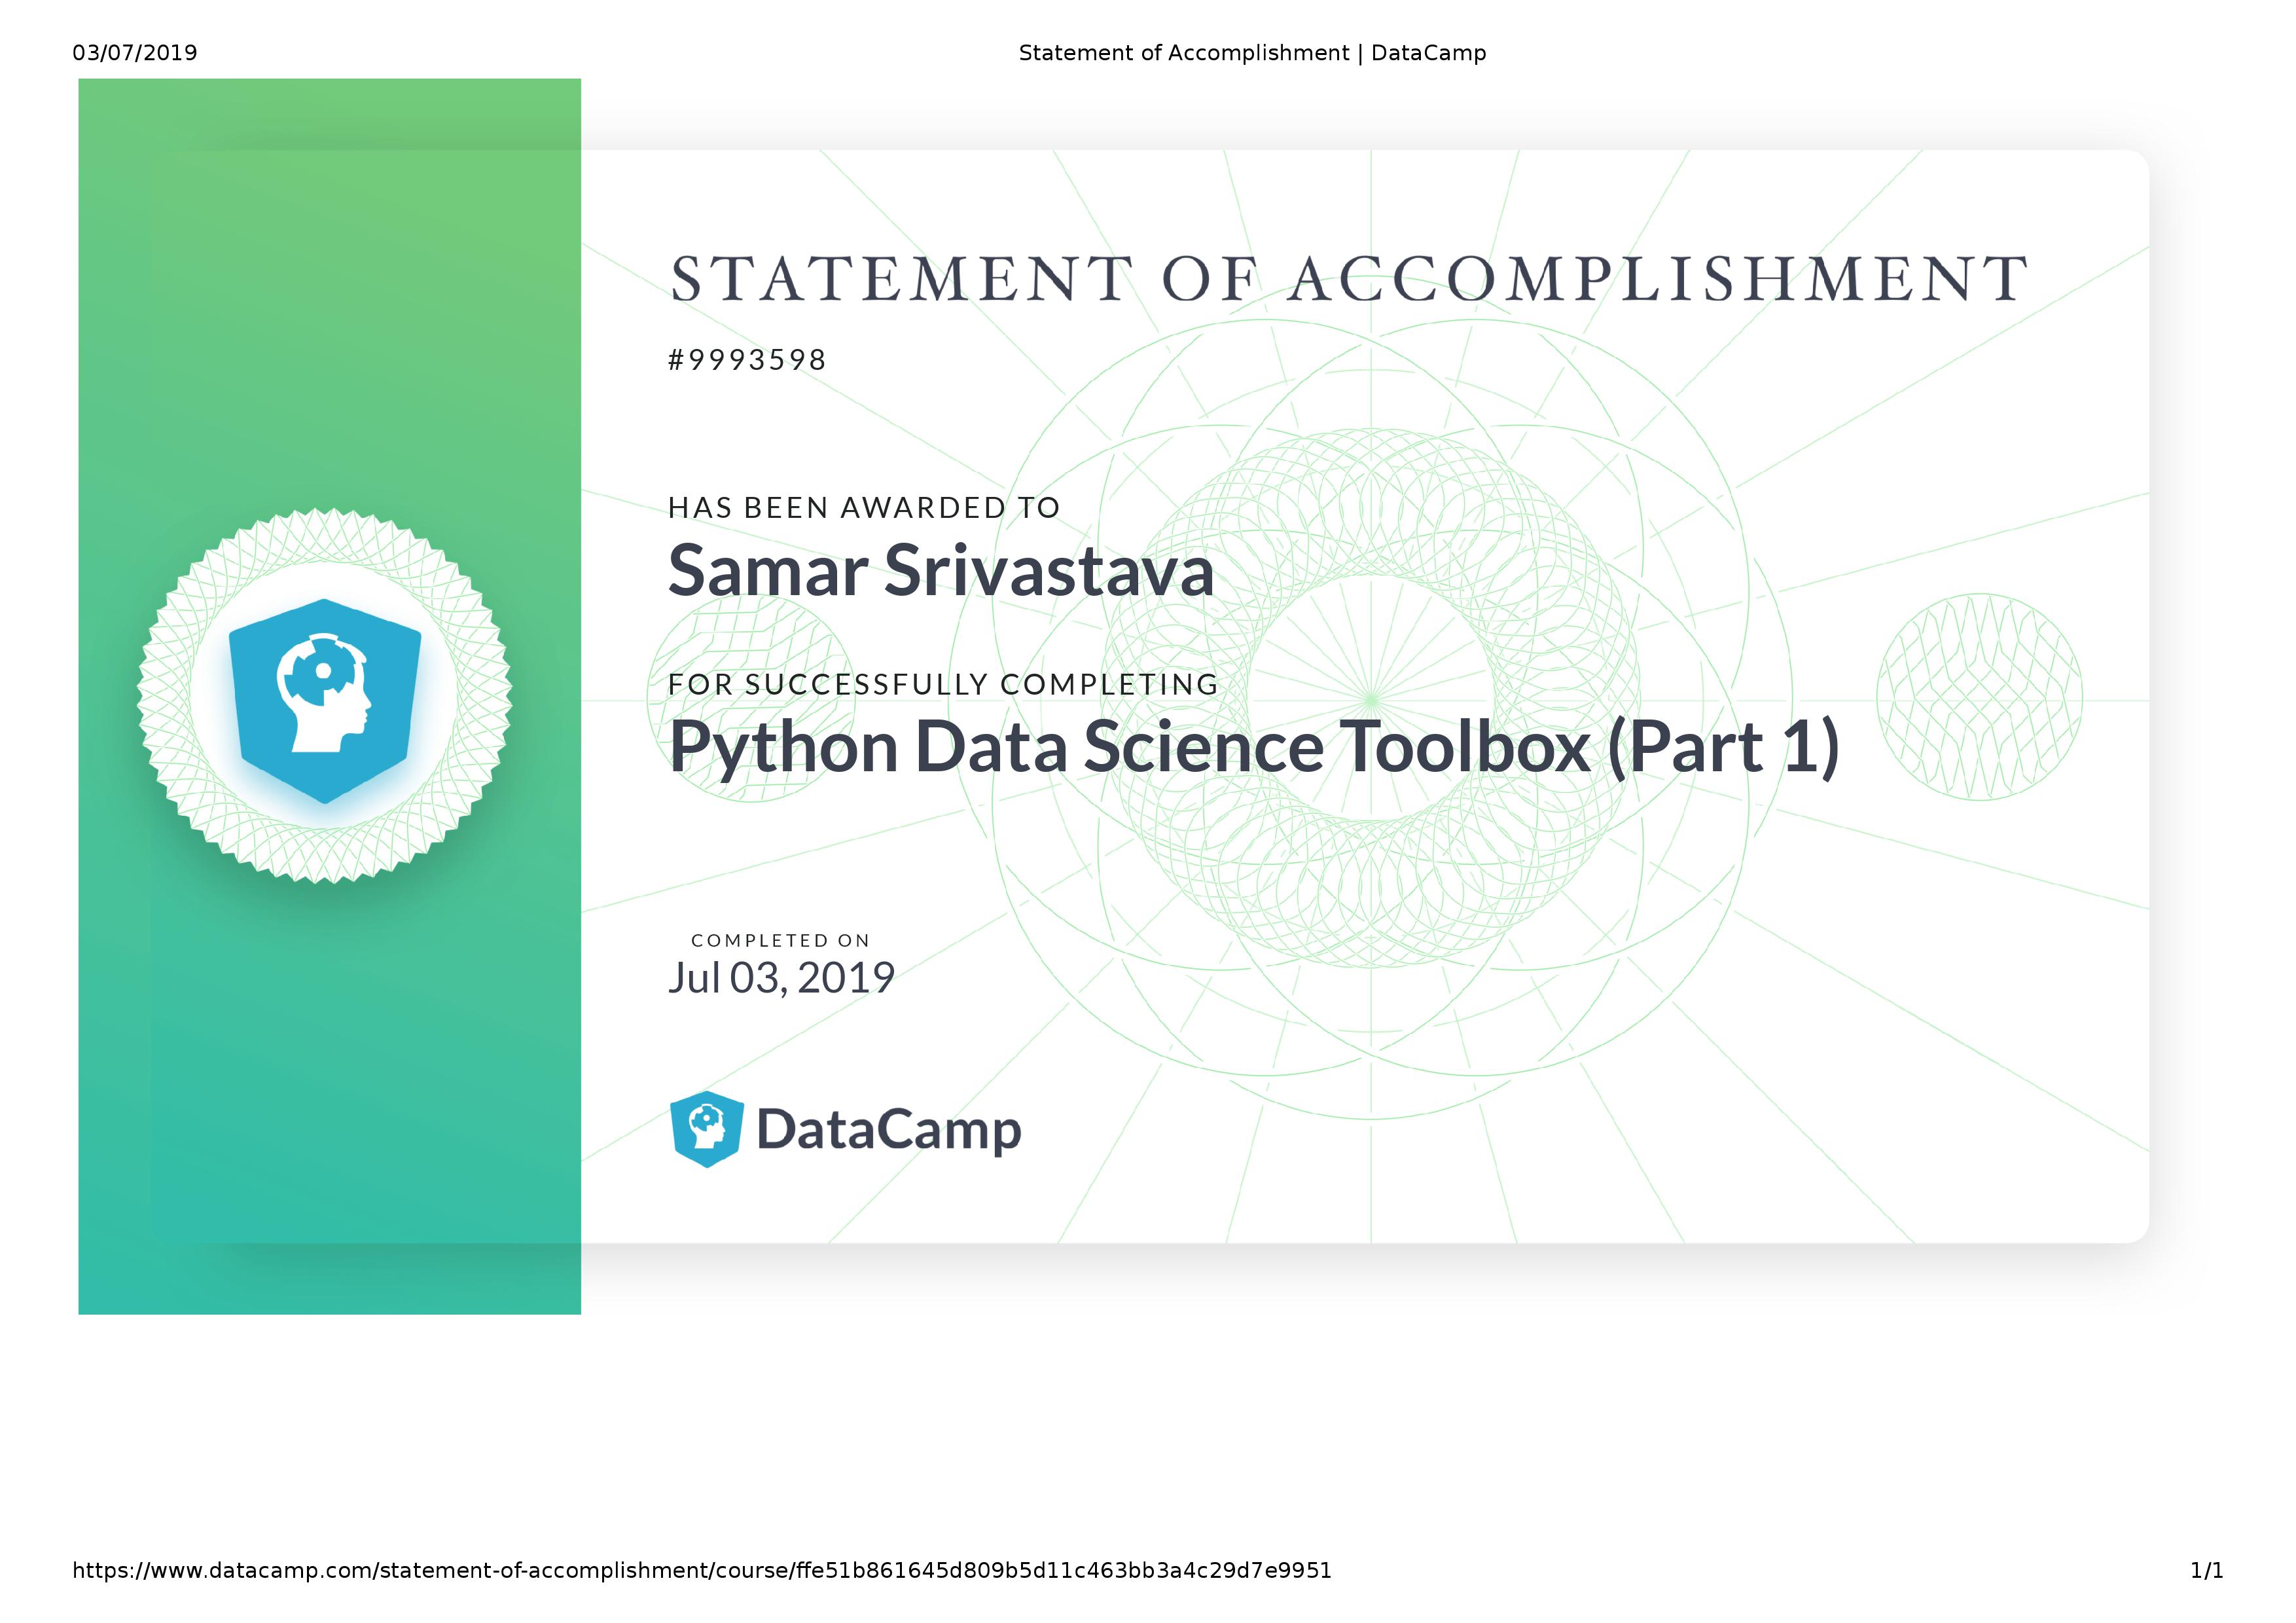 03/07/2019
Statement of Accomplishment | DataCamp
STATEMENT OF ACCOMPLISHMENT
#9993598
HAS BEEN AWARDED TO
Samar Srivastava
FOR SUCCESSFULLY COMPLETING
Python Data Science Toolbox (Part 1)
COMPLETED ON
Jul 03, 2019
DataCamp
https://www.datacamp.com/statement-of-accomplishment/course/ffe51b861645d809b5d11c463bb3a4c29d7e9951
1/1